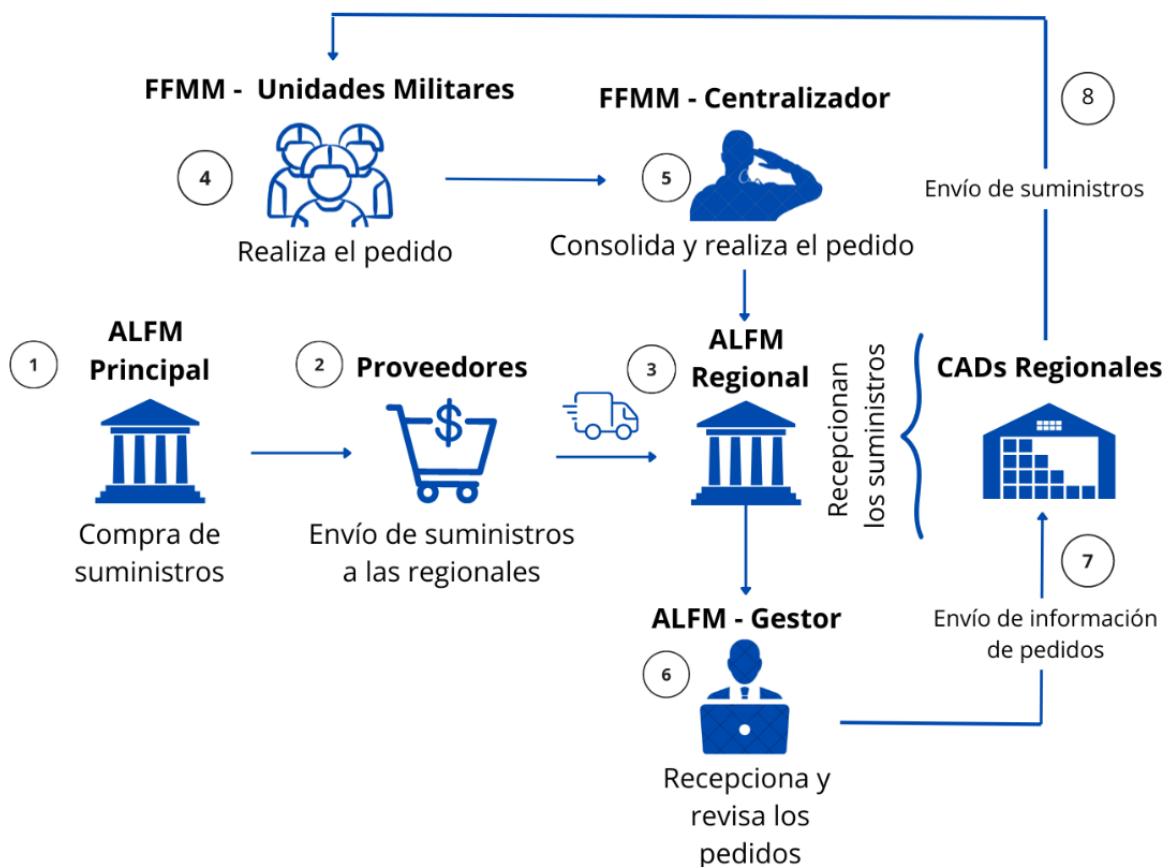 FFMM - Unidades Militares
4
Realiza el pedido
FFMM - Centralizador
5
Consolida y realiza el pedido
8
Envío de suministros
1
ALFM
Principal
Compra de
suministros
2
Proveedores
$
Envío de suministros
a las regionales
3
ALFM
Regional
Recepcionan
los suministros
CADs Regionales
7
Envío de información
de pedidos
ALFM - Gestor
6
Recepciona y
revisa los
pedidos